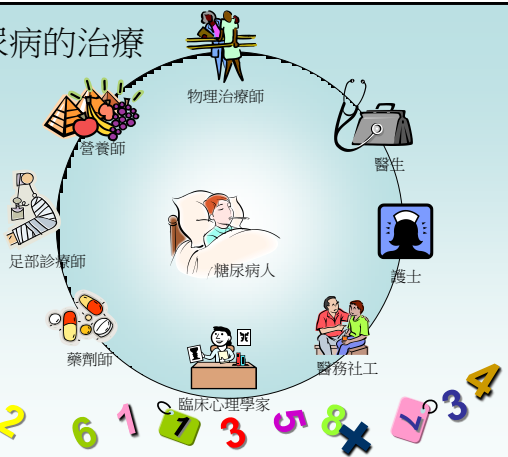 尿病的治療
物理治療師
營養師
醫生
足部診療師
糖尿病人
護士
藥劑師
醫務社工
臨床心理學家
2 6 1 1 3 5 8 x 7 3 4